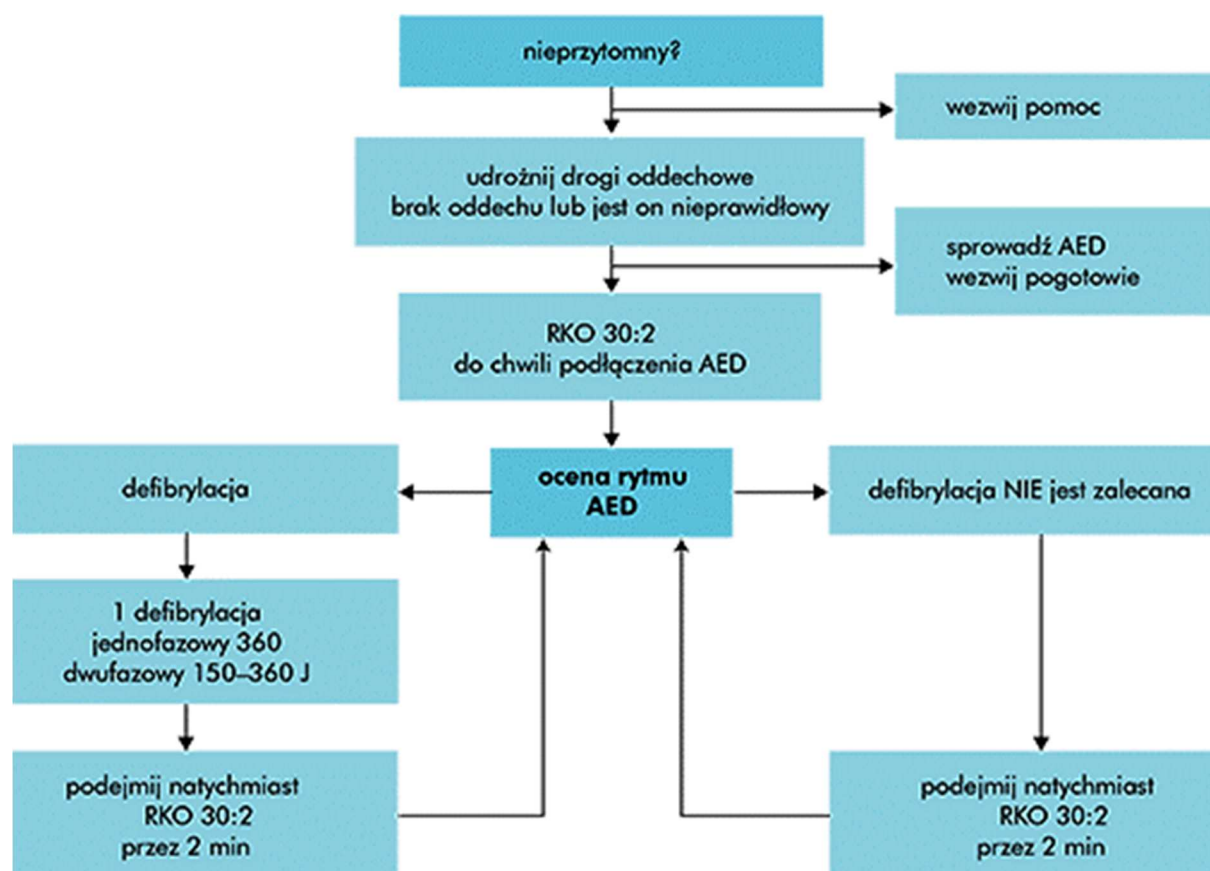 nieprzytomny?
wezwij pomoc
udrożnij drogi oddechowe
brak oddechu lub jest on nieprawidłowy
sprowadź AED
wezwij pogotowie
RKO 30:2
do chwili podłączenia AED
ocena rytmu
AED
defibrylacja
defibrylacja NIE jest zalecana
1 defibrylacja
jednofazowy 360
dwufazowy 150–360 J
podejmij natychmiast
RKO 30:2
przez 2 min
podejmij natychmiast
RKO 30:2
przez 2 min